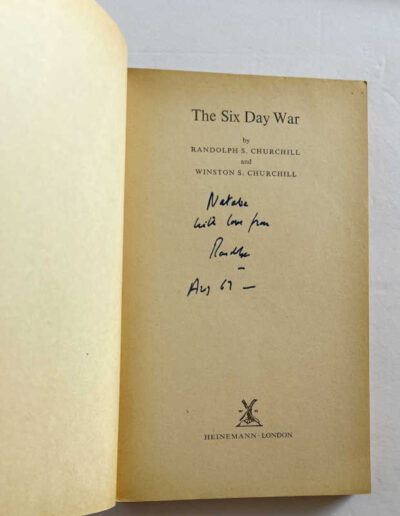 The Six Day War
by
RANDOLPH S. CHURCHILL
and
WINSTON S. CHURCHILL
Natalie
with love from
Randolph
Aug 67 —
HEINEMANN · LONDON